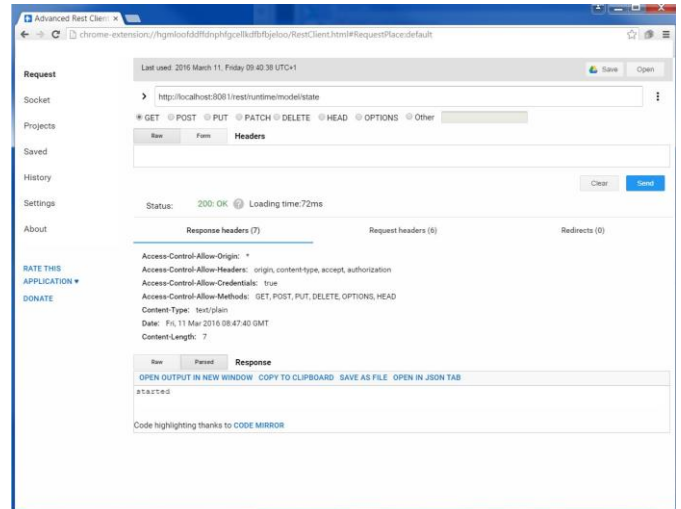 Advanced Rest Client
chrome-extension://hgmloofddffdnphfgcellkdfbfbjeloo/RestClient.html#RequestPlace:default
Request
Socket
Projects
Saved
History
Settings
About
RATE THIS
APPLICATION
DONATE
Last used: 2016 March 11, Friday 09:40:38 UTC+1
Save Open
http://localhost:8081/rest/runtime/model/state
GET POST PUT PATCH DELETE HEAD OPTIONS Other
Raw Form Headers
Clear Send
Status: 200: OK Loading time:72ms
Response headers (7) Request headers (6) Redirects (0)
Access-Control-Allow-Origin: *
Access-Control-Allow-Headers: origin, content-type, accept, authorization
Access-Control-Allow-Credentials: true
Access-Control-Allow-Methods: GET, POST, PUT, DELETE, OPTIONS, HEAD
Content-Type: text/plain
Date: Fri, 11 Mar 2016 08:47:40 GMT
Content-Length: 7
Raw Parsed Response
OPEN OUTPUT IN NEW WINDOW COPY TO CLIPBOARD SAVE AS FILE OPEN IN JSON TAB
started
Code highlighting thanks to CODE MIRROR